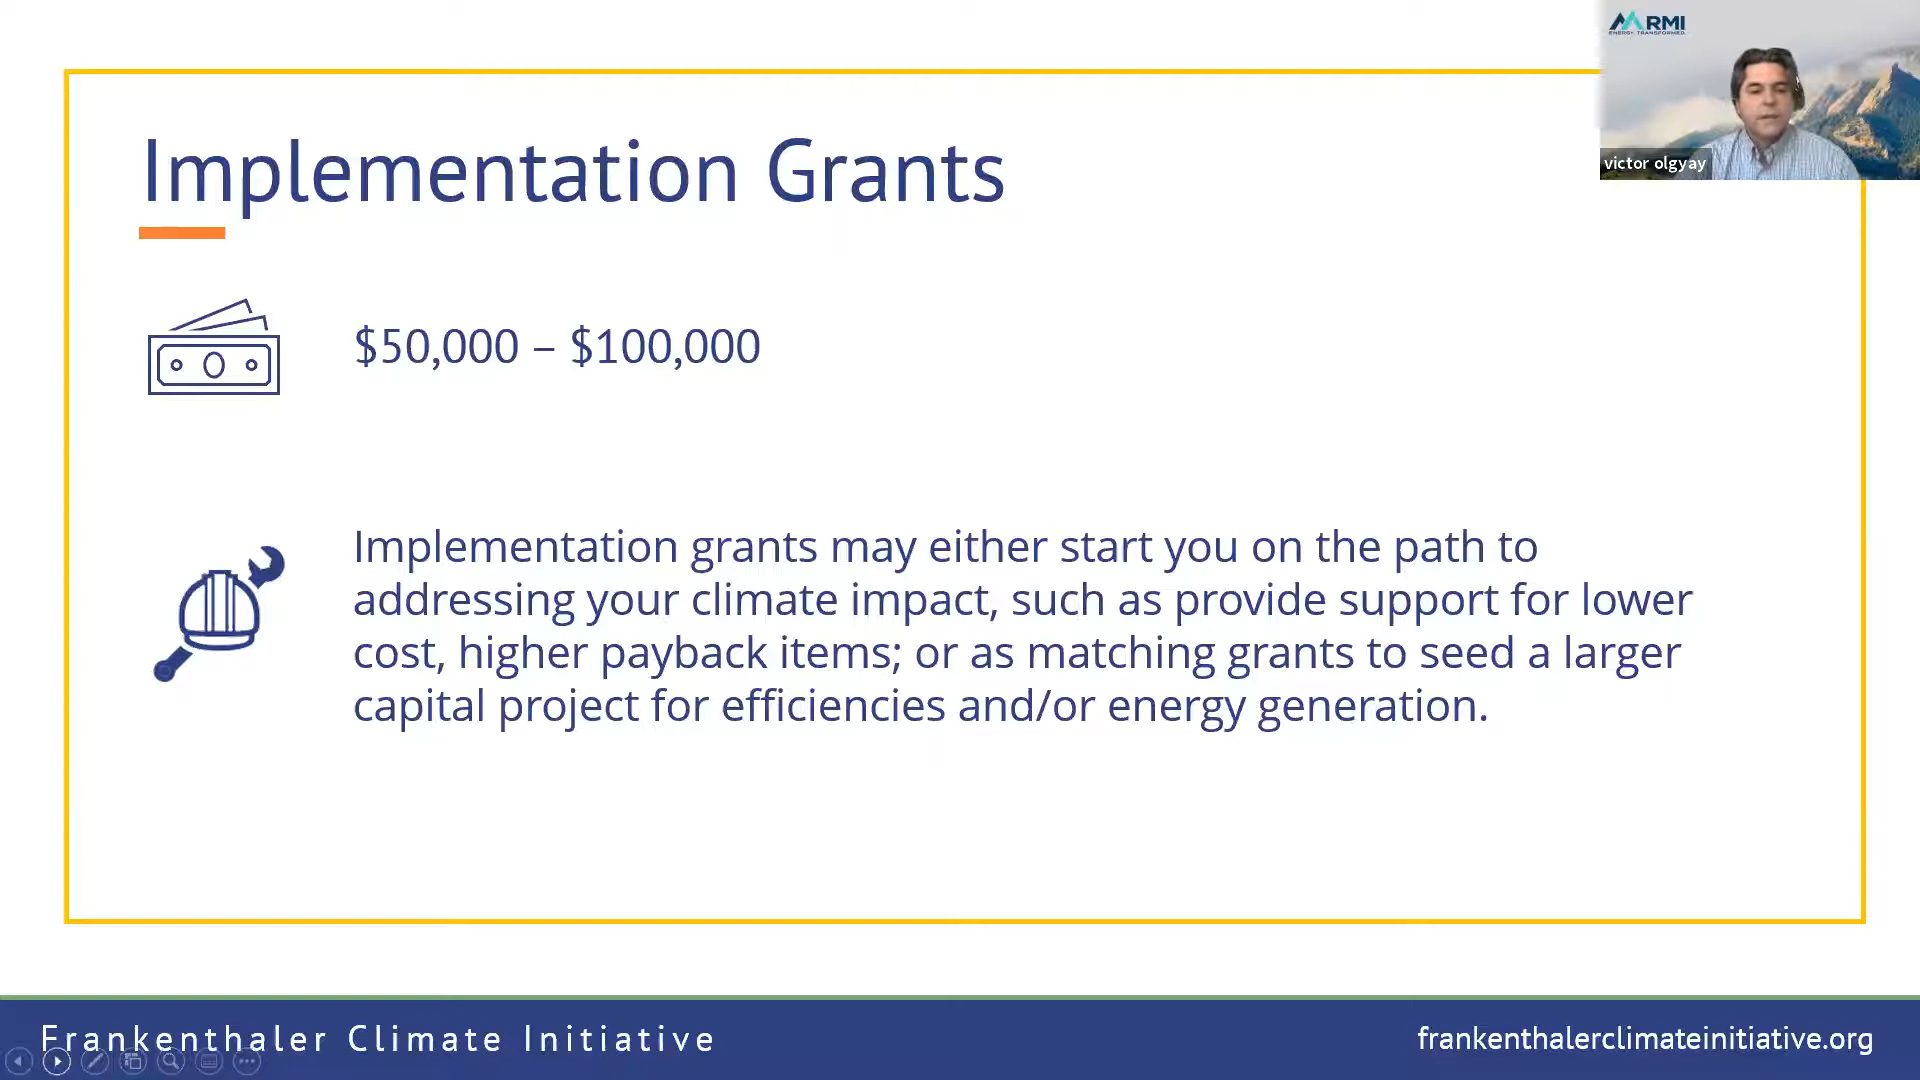 RMI
ENERGY. TRANSFORMED.
victor olgyay
Implementation Grants
$50,000 – $100,000
Implementation grants may either start you on the path to
addressing your climate impact, such as provide support for lower
cost, higher payback items; or as matching grants to seed a larger
capital project for efficiencies and/or energy generation.
Frankenthaler Climate Initiative
frankenthalerclimateinitiative.org